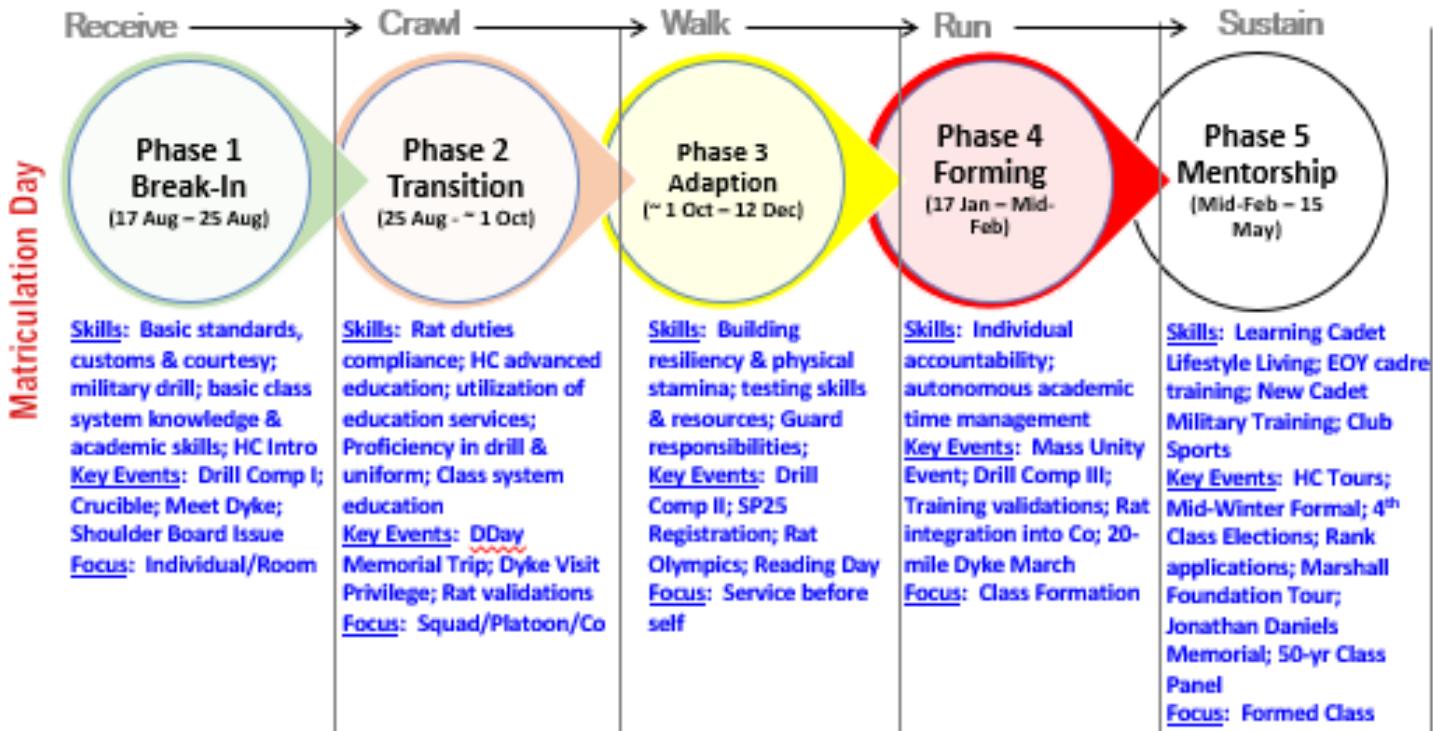 Receive
Crawl
Walk
Run
Sustain
Matriculation Day
Phase 1
Break-In
(17 Aug – 25 Aug)
Phase 2
Transition
(25 Aug - ~ 1 Oct)
Phase 3
Adaption
(~ 1 Oct – 12 Dec)
Phase 4
Forming
(17 Jan – Mid-
Feb)
Phase 5
Mentorship
(Mid-Feb – 15
May)
Skills: Basic standards,
customs & courtesy;
military drill; basic class
system knowledge &
academic skills; HC Intro
Key Events: Drill Comp I;
Crucible; Meet Dyke;
Shoulder Board Issue
Focus: Individual/Room
Skills: Rat duties
compliance; HC advanced
education; utilization of
education services;
Proficiency in drill &
uniform; Class system
education
Key Events: DDay
Memorial Trip; Dyke Visit
Privilege; Rat validations
Focus: Squad/Platoon/Co
Skills: Building
resiliency & physical
stamina; testing skills
& resources; Guard
responsibilities;
Key Events: Drill
Comp II; SP25
Registration; Rat
Olympics; Reading Day
Focus: Service before
self
Skills: Individual
accountability;
autonomous academic
time management
Key Events: Mass Unity
Event; Drill Comp III;
Training validations; Rat
integration into Co; 20-
mile Dyke March
Focus: Class Formation
Skills: Learning Cadet
Lifestyle Living; EOY cadre
training; New Cadet
Military Training; Club
Sports
Key Events: HC Tours;
Mid-Winter Formal; 4th
Class Elections; Rank
applications; Marshall
Foundation Tour;
Jonathan Daniels
Memorial; 50-yr Class
Panel
Focus: Formed Class